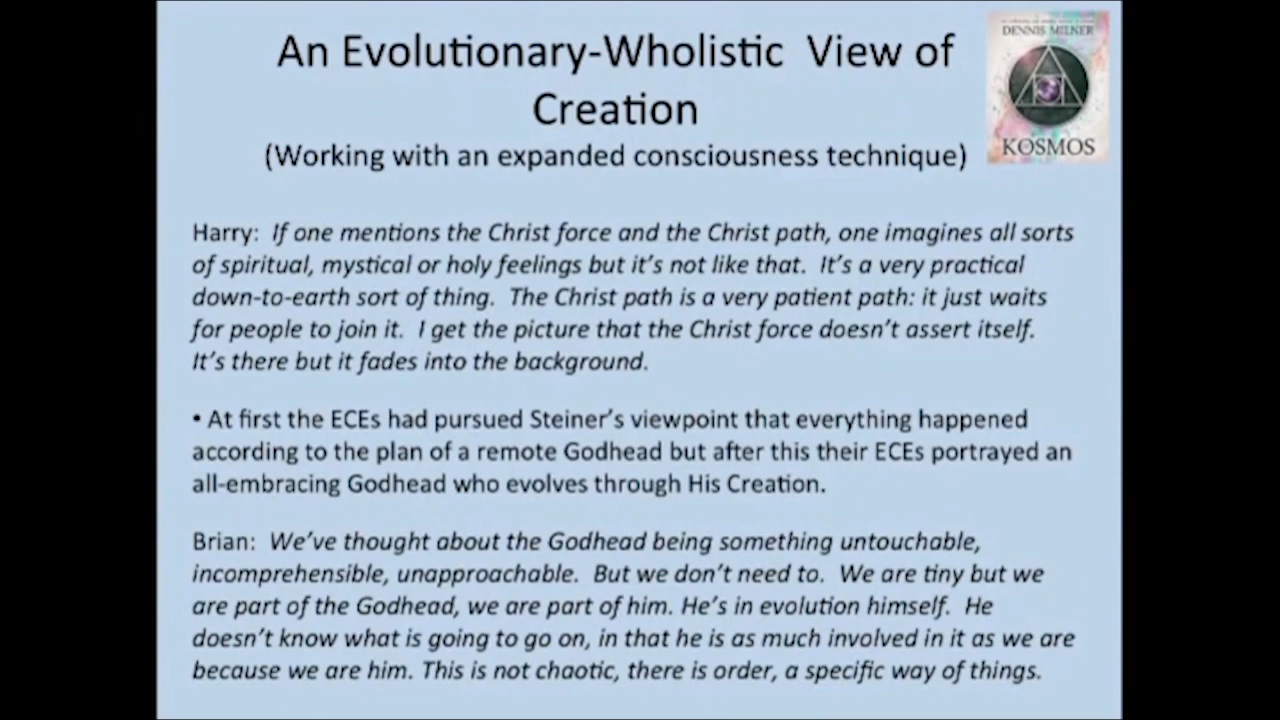 An Evolutionary-Wholistic  View of
Creation
(Working with an expanded consciousness technique)
DENNIS MILNER
KOSMOS
Harry:  If one mentions the Christ force and the Christ path, one imagines all sorts
of spiritual, mystical or holy feelings but it's not like that.  It's a very practical
down-to-earth sort of thing.  The Christ path is a very patient path: it just waits
for people to join it.  I get the picture that the Christ force doesn't assert itself.
It's there but it fades into the background.
• At first the ECEs had pursued Steiner's viewpoint that everything happened
according to the plan of a remote Godhead but after this their ECEs portrayed an
all-embracing Godhead who evolves through His Creation.
Brian:  We've thought about the Godhead being something untouchable,
incomprehensible, unapproachable.  But we don't need to.  We are tiny but we
are part of the Godhead, we are part of him. He's in evolution himself.  He
doesn't know what is going to go on, in that he is as much involved in it as we are
because we are him. This is not chaotic, there is order, a specific way of things.